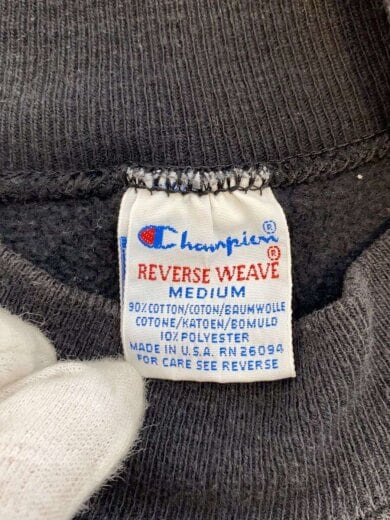 Champion®
REVERSE WEAVE®
MEDIUM
90% COTTON/COTON/BAUMWOLLE
COTONE/KATOEN/BOMULD
10% POLYESTER
MADE IN U.S.A. RN 26094
FOR CARE SEE REVERSE